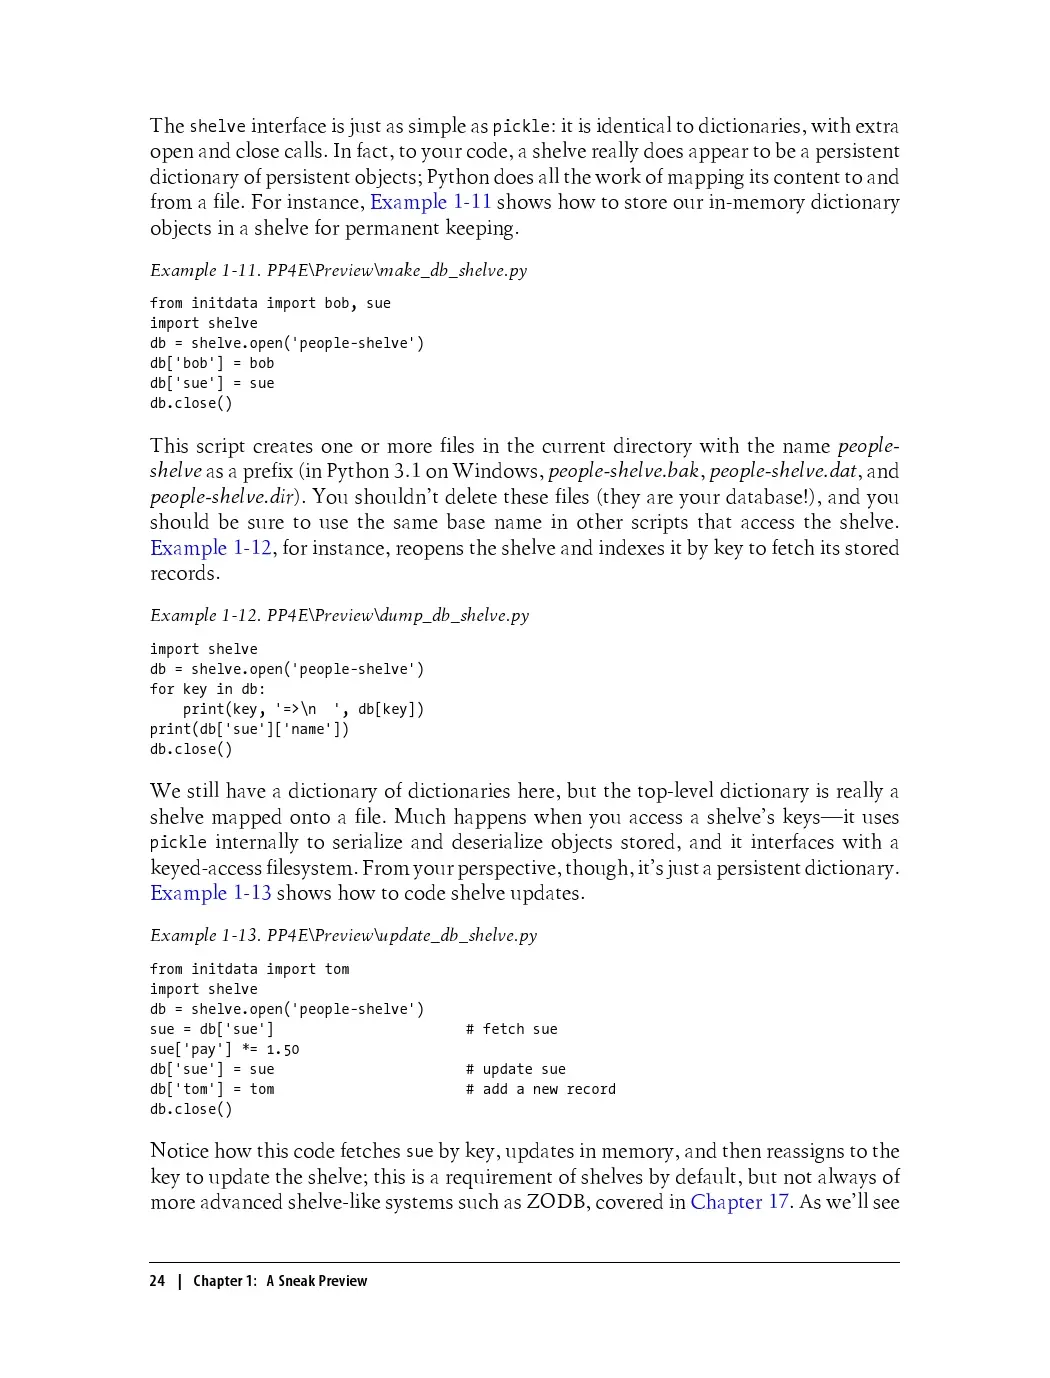 The shelve interface is just as simple as pickle: it is identical to dictionaries, with extra
open and close calls. In fact, to your code, a shelve really does appear to be a persistent
dictionary of persistent objects; Python does all the work of mapping its content to and
from a file. For instance, Example 1-11 shows how to store our in-memory dictionary
objects in a shelve for permanent keeping.
Example 1-11. PP4E\Preview\make_db_shelve.py
from initdata import bob, sue
import shelve
db = shelve.open('people-shelve')
db['bob'] = bob
db['sue'] = sue
db.close()
This script creates one or more files in the current directory with the name people-
shelve as a prefix (in Python 3.1 on Windows, people-shelve.bak, people-shelve.dat, and
people-shelve.dir). You shouldn’t delete these files (they are your database!), and you
should be sure to use the same base name in other scripts that access the shelve.
Example 1-12, for instance, reopens the shelve and indexes it by key to fetch its stored
records.
Example 1-12. PP4E\Preview\dump_db_shelve.py
import shelve
db = shelve.open('people-shelve')
for key in db:
    print(key, '=>\n  ', db[key])
print(db['sue']['name'])
db.close()
We still have a dictionary of dictionaries here, but the top-level dictionary is really a
shelve mapped onto a file. Much happens when you access a shelve’s keys—it uses
pickle internally to serialize and deserialize objects stored, and it interfaces with a
keyed-access filesystem. From your perspective, though, it’s just a persistent dictionary.
Example 1-13 shows how to code shelve updates.
Example 1-13. PP4E\Preview\update_db_shelve.py
from initdata import tom
import shelve
db = shelve.open('people-shelve')
sue = db['sue']                       # fetch sue
sue['pay'] *= 1.50
db['sue'] = sue                       # update sue
db['tom'] = tom                       # add a new record
db.close()
Notice how this code fetches sue by key, updates in memory, and then reassigns to the
key to update the shelve; this is a requirement of shelves by default, but not always of
more advanced shelve-like systems such as ZODB, covered in Chapter 17. As we’ll see
24 | Chapter 1: A Sneak Preview